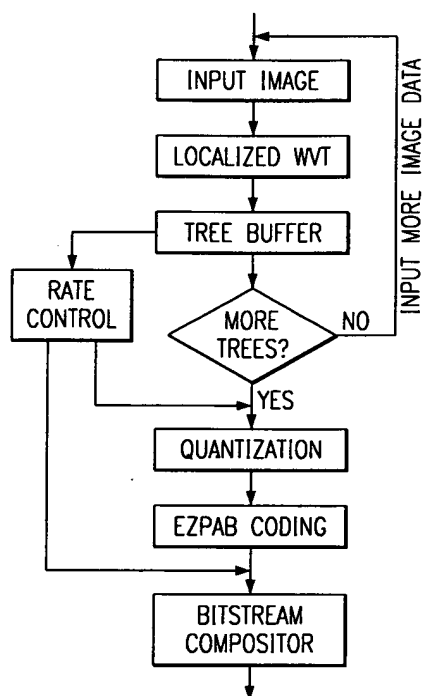 INPUT IMAGE
LOCALIZED WVT
TREE BUFFER
RATE
CONTROL
MORE
TREES?
NO
INPUT MORE IMAGE DATA
YES
QUANTIZATION
EZPAB CODING
BITSTREAM
COMPOSITOR